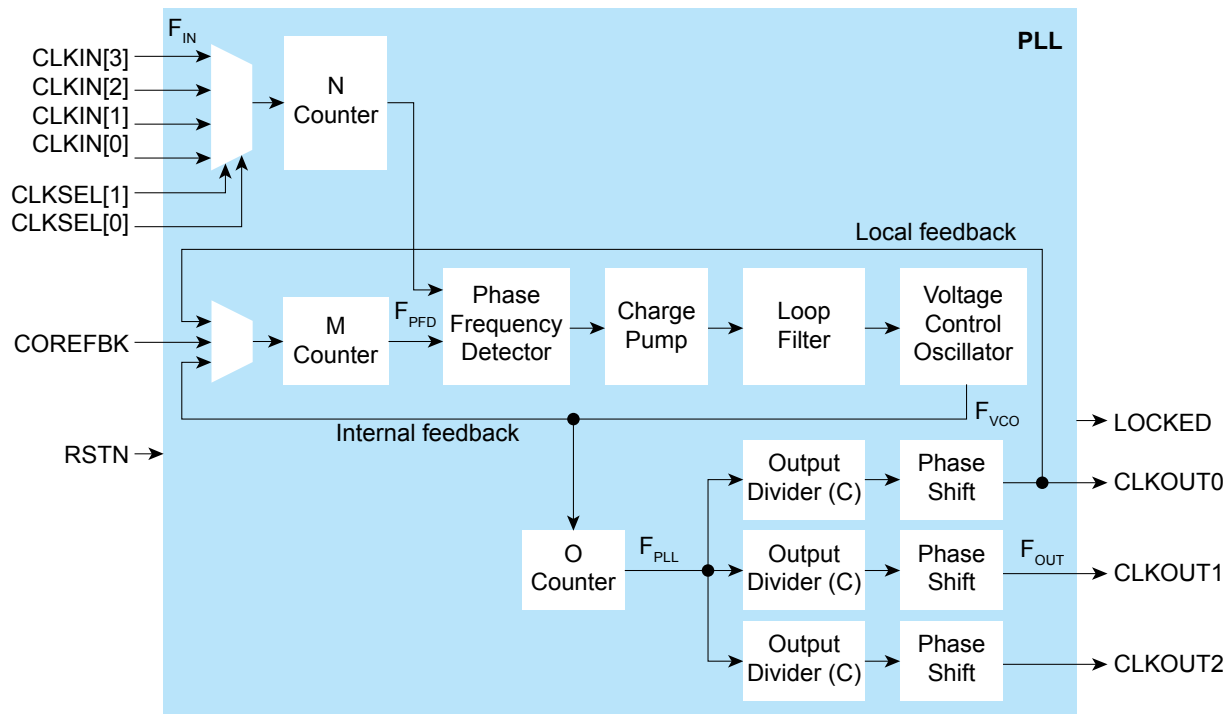 PLL
F_IN
CLKIN[3]
CLKIN[2]
CLKIN[1]
CLKIN[0]
CLKSEL[1]
CLKSEL[0]
N
Counter
Local feedback
COREFBK
M
Counter
F_PFD
Phase
Frequency
Detector
Charge
Pump
Loop
Filter
Voltage
Control
Oscillator
Internal feedback
F_VCO
RSTN
LOCKED
Output
Divider (C)
Phase
Shift
CLKOUT0
O
Counter
F_PLL
Output
Divider (C)
Phase
Shift
F_OUT
CLKOUT1
Output
Divider (C)
Phase
Shift
CLKOUT2